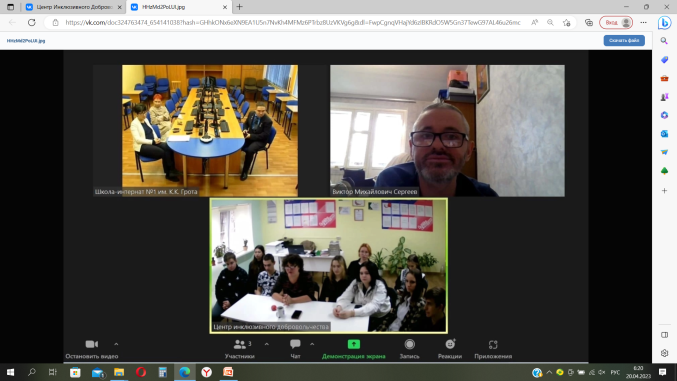 Центр Инклюзивного Доброво
HHzMd2PoLUI.jpg
HHzMd2PoLUI.jpg
Скачать файл
Вход
Школа-интернат №1 им. К.К. Грота
Виктор Михайлович Сергеев
Центр инклюзивного добровольчества
Остановить видео
Участники
3
Чат
Демонстрация экрана
Запись
Реакции
Приложения
РУС
6:20
20.04.2023